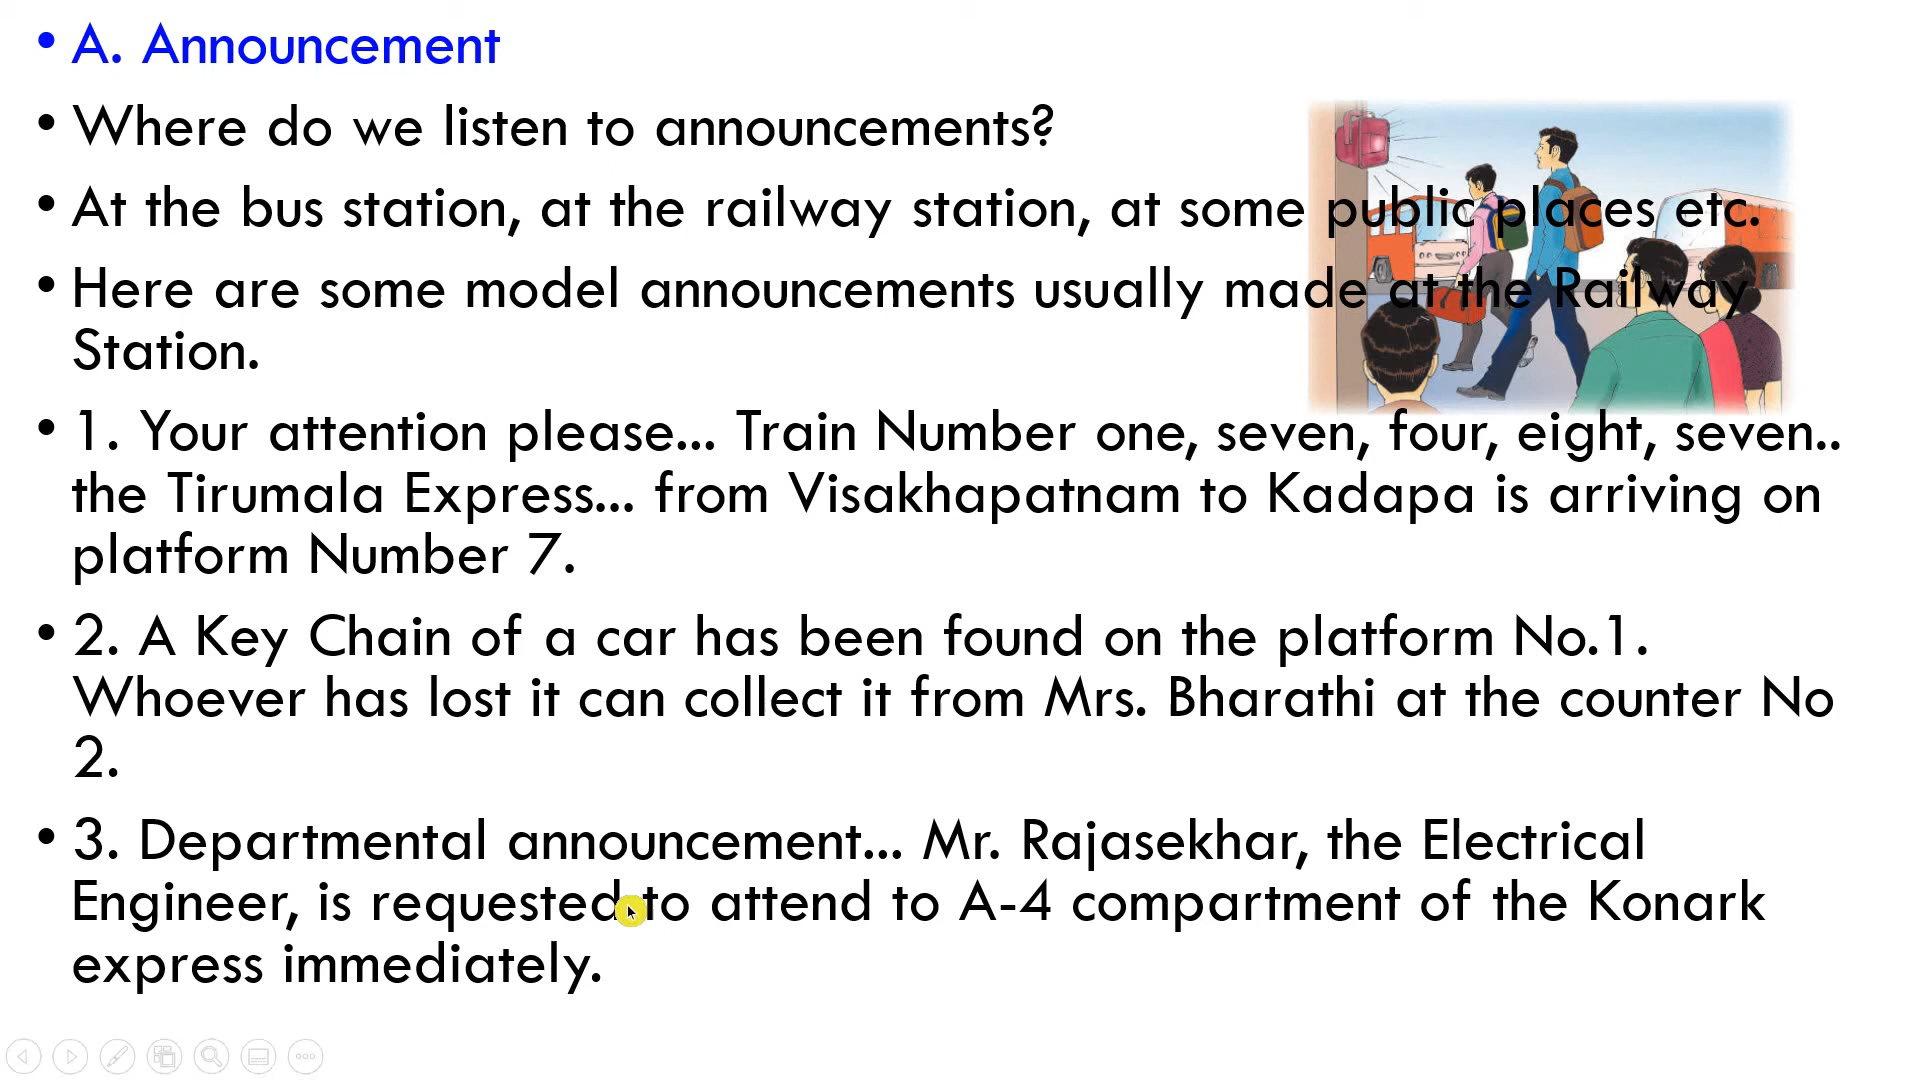 • A. Announcement
• Where do we listen to announcements?
• At the bus station, at the railway station, at some public places etc.
• Here are some model announcements usually made at the Railway
Station.
• 1. Your attention please... Train Number one, seven, four, eight, seven..
the Tirumala Express... from Visakhapatnam to Kadapa is arriving on
platform Number 7.
• 2. A Key Chain of a car has been found on the platform No.1.
Whoever has lost it can collect it from Mrs. Bharathi at the counter No
2.
• 3. Departmental announcement... Mr. Rajasekhar, the Electrical
Engineer, is requested to attend to A-4 compartment of the Konark
express immediately.